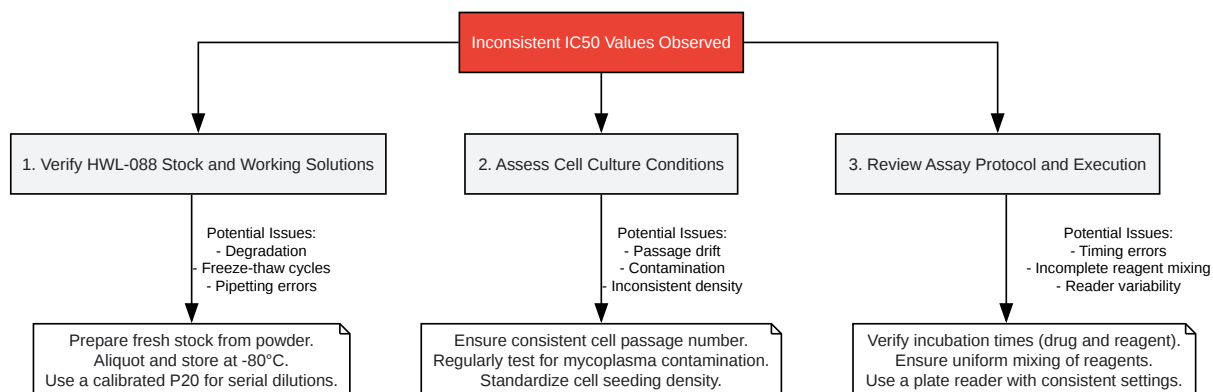 Inconsistent IC50 Values Observed
1. Verify HWL-088 Stock and Working Solutions
2. Assess Cell Culture Conditions
3. Review Assay Protocol and Execution
Potential Issues:
- Degradation
- Freeze-thaw cycles
- Pipetting errors
Potential Issues:
- Passage drift
- Contamination
- Inconsistent density
Potential Issues:
- Timing errors
- Incomplete reagent mixing
- Reader variability
Prepare fresh stock from powder.
Aliquot and store at -80°C.
Use a calibrated P20 for serial dilutions.
Ensure consistent cell passage number.
Regularly test for mycoplasma contamination.
Standardize cell seeding density.
Verify incubation times (drug and reagent).
Ensure uniform mixing of reagents.
Use a plate reader with consistent settings.